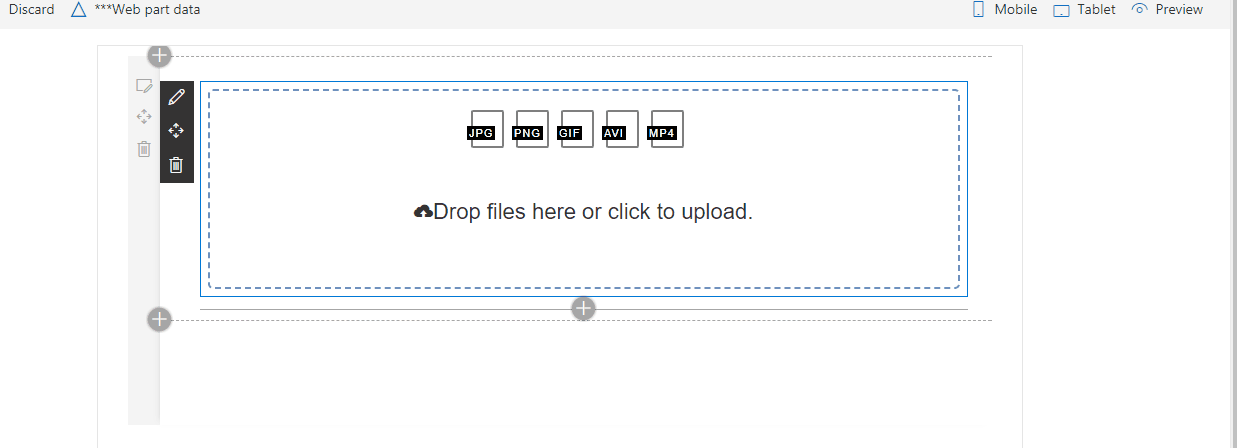 Discard ***Web part data Mobile Tablet Preview
JPG PNG GIF AVI MP4
Drop files here or click to upload.